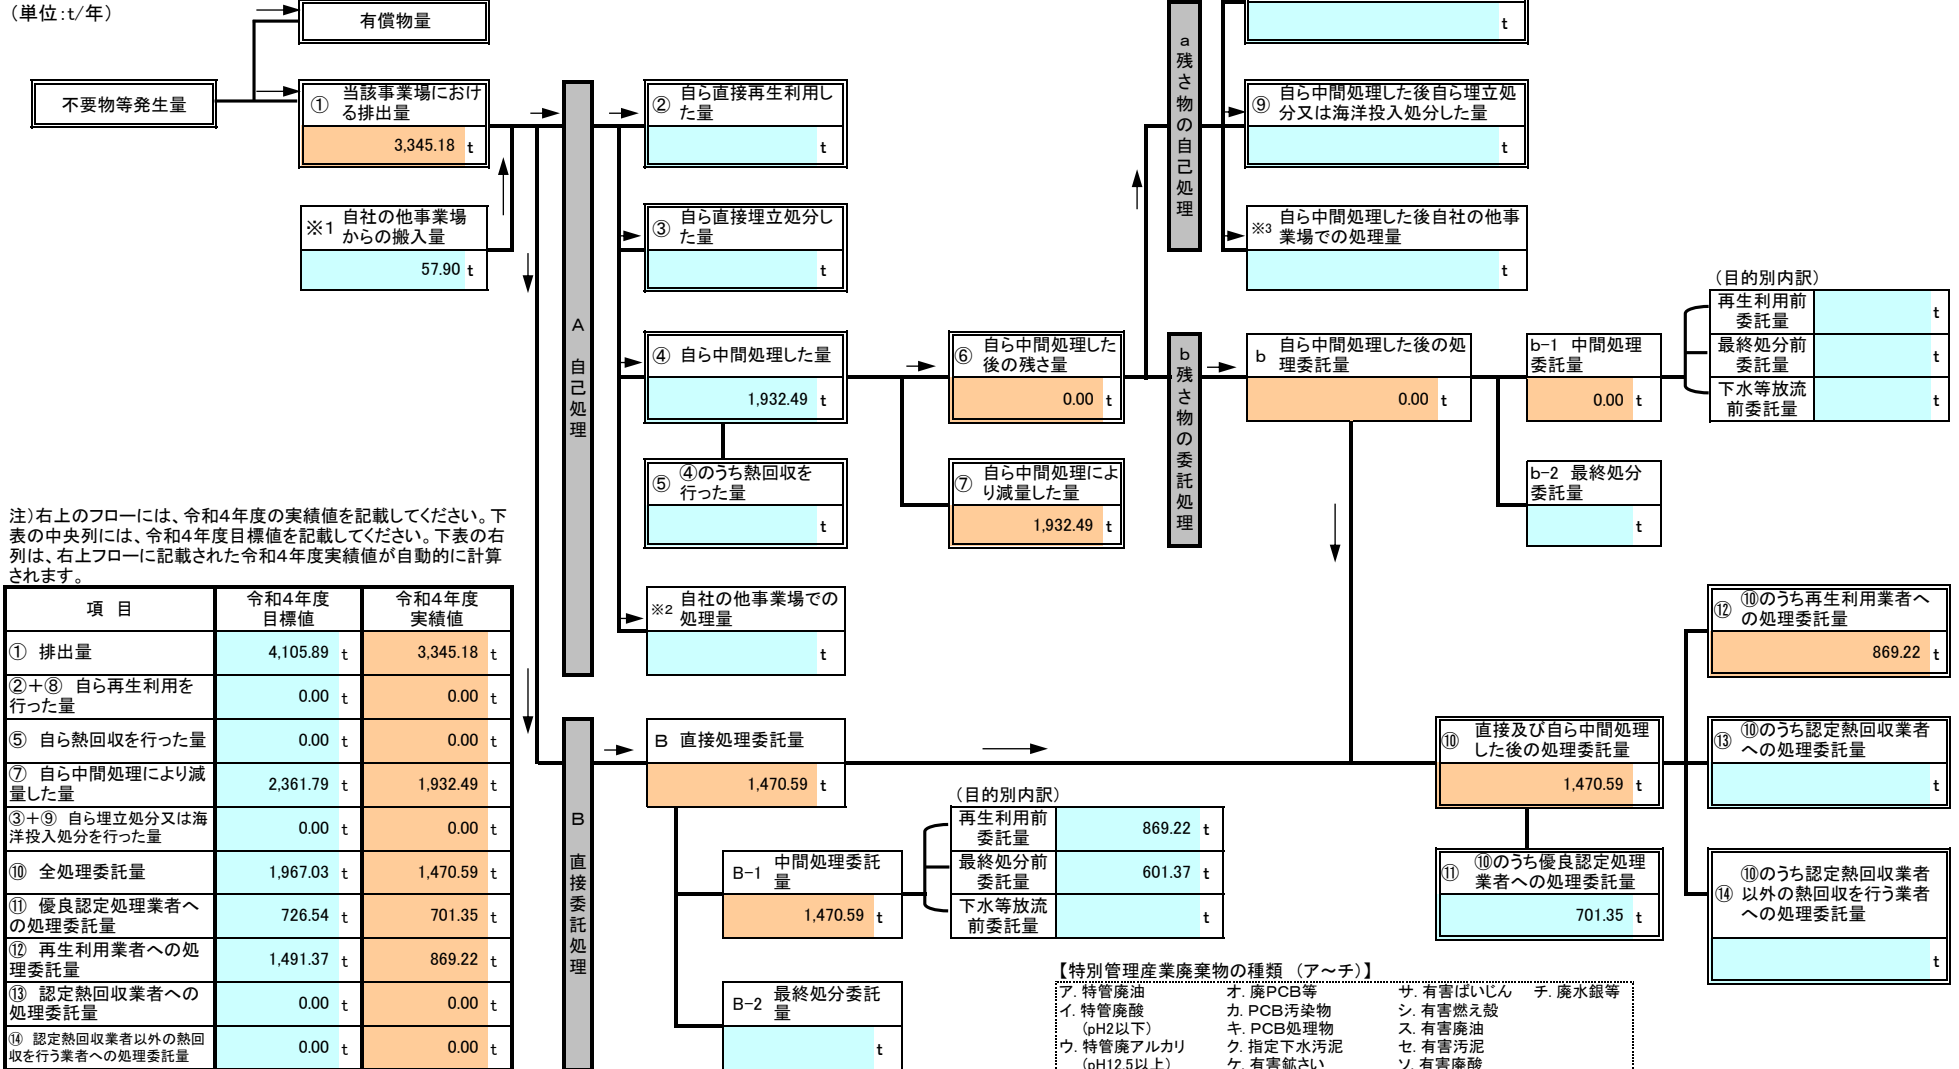 （単位：t／年）
有償物量
不要物等発生量
① 当該事業場におけ
る排出量
3,345.18 t
※1 自社の他事業場
からの搬入量
57.90 t
A 自己処理
② 自ら直接再生利用し
た量
t
③ 自ら直接埋立処分し
た量
t
④ 自ら中間処理した量
1,932.49 t
⑤ ④のうち熱回収を
行った量
t
※2 自社の他事業場での
処理量
t
⑥ 自ら中間処理した
後の残さ量
0.00 t
⑦ 自ら中間処理によ
り減量した量
1,932.49 t
a 残さ物の自己処理
t
⑨ 自ら中間処理した後自ら埋立処
分又は海洋投入処分した量
t
※3 自ら中間処理した後自社の他事
業場での処理量
t
b 残さ物の委託処理
b 自ら中間処理した後の処
理委託量
0.00 t
b-1 中間処理
委託量
0.00 t
（目的別内訳）
再生利用前
委託量
t
最終処分前
委託量
t
下水等放流
前委託量
t
b-2 最終処分
委託量
t
注）右上のフローには、令和4年度の実績値を記載してください。下
表の中央列には、令和4年度目標値を記載してください。下表の右
列は、右上フローに記載された令和4年度実績値が自動的に計算
されます。
項 目
令和4年度
目標値
令和4年度
実績値
① 排出量 4,105.89 t 3,345.18 t
②＋⑧ 自ら再生利用を
行った量 0.00 t 0.00 t
⑤ 自ら熱回収を行った量 0.00 t 0.00 t
⑦ 自ら中間処理により減
量した量 2,361.79 t 1,932.49 t
③＋⑨ 自ら埋立処分又は海
洋投入処分を行った量 0.00 t 0.00 t
⑩ 全処理委託量 1,967.03 t 1,470.59 t
⑪ 優良認定処理業者へ
の処理委託量 726.54 t 701.35 t
⑫ 再生利用業者への処
理委託量 1,491.37 t 869.22 t
⑬ 認定熱回収業者への
処理委託量 0.00 t 0.00 t
⑭ 認定熱回収業者以外の熱回
収を行う業者への処理委託量 0.00 t 0.00 t
B 直接委託処理
B 直接処理委託量
1,470.59 t
B-1 中間処理委託
量
1,470.59 t
（目的別内訳）
再生利用前
委託量
869.22 t
最終処分前
委託量
601.37 t
下水等放流
前委託量
t
B-2 最終処分委託
量
t
⑩ 直接及び自ら中間処理
した後の処理委託量
1,470.59 t
⑪ ⑩のうち優良認定処理
業者への処理委託量
701.35 t
⑫ ⑩のうち再生利用業者へ
の処理委託量
869.22 t
⑬ ⑩のうち認定熱回収業者
への処理委託量
t
⑭ ⑩のうち認定熱回収業者
以外の熱回収を行う業者
への処理委託量
t
【特別管理産業廃棄物の種類 （ア～チ）】
ア．特管廃油 オ．廃PCB等 サ．有害ばいじん チ．廃水銀等
イ．特管廃酸 カ．PCB汚染物 シ．有害燃え殻
（pH2以下） キ．PCB処理物 ス．有害廃油
ウ．特管廃アルカリ ク．指定下水汚泥 セ．有害汚泥
（pH12.5以上） ケ．有害鉱さい ソ．有害廃酸